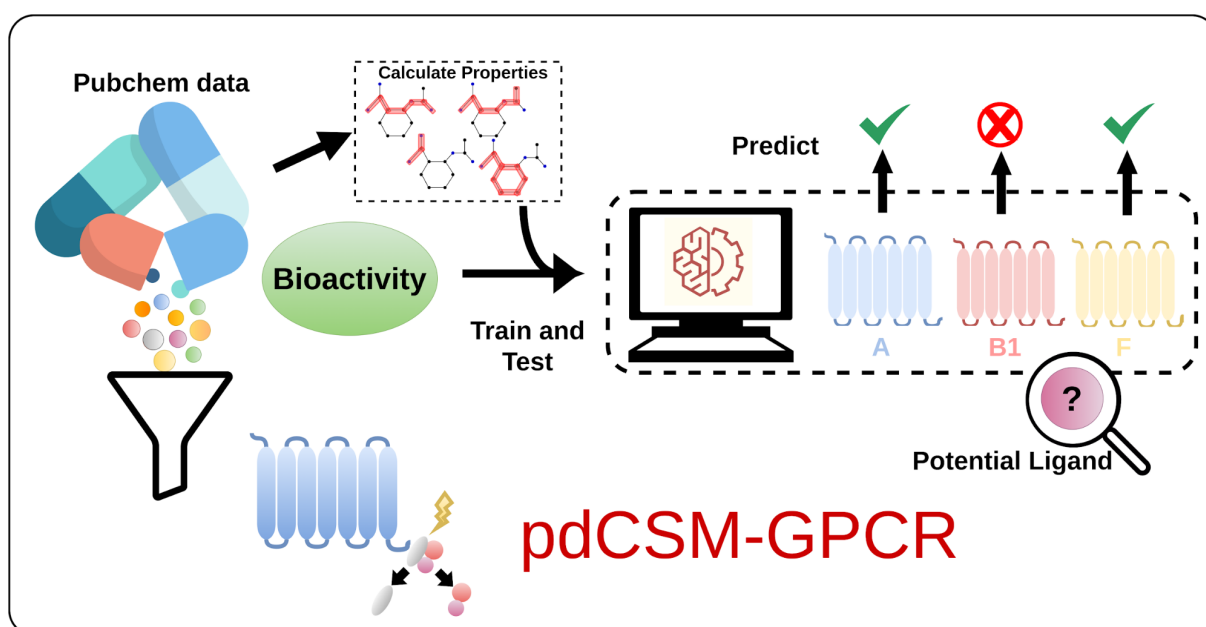 Pubchem data
Calculate Properties
Bioactivity
Train and
Test
Predict
A
B1
F
?
Potential Ligand
pdCSM-GPCR